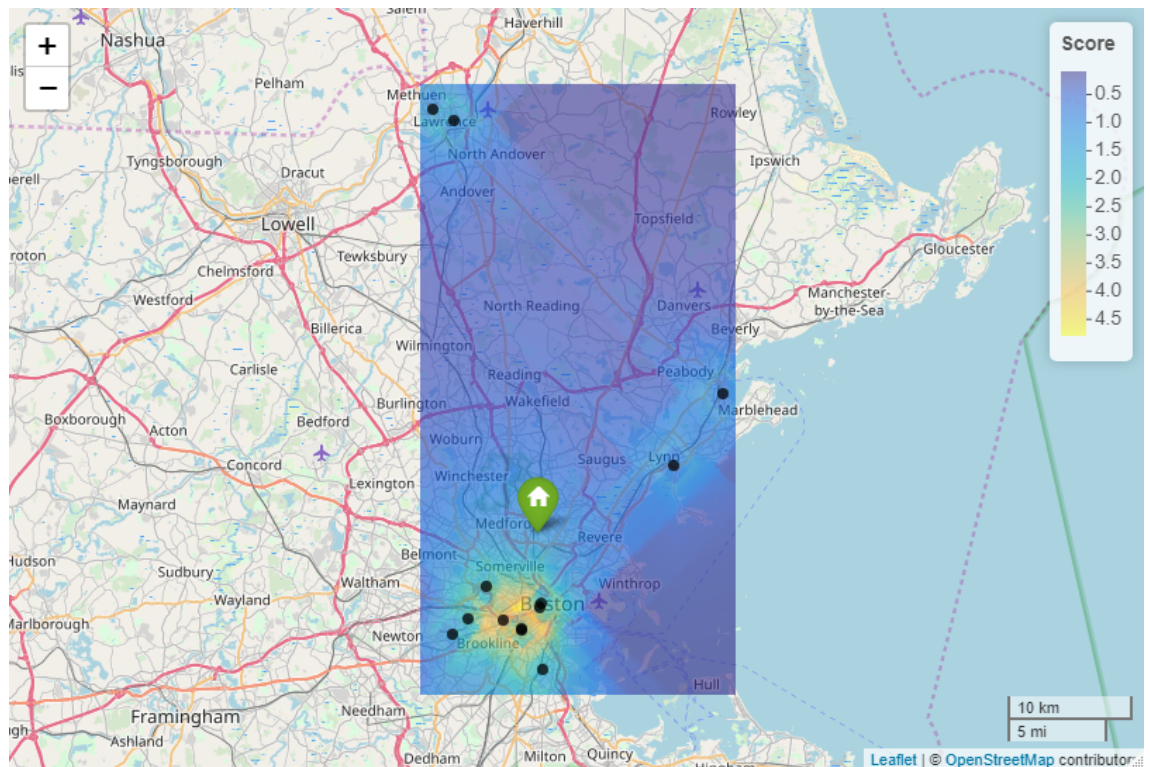 Salem
Haverhill
Nashua
+
−
Score
0.5
1.0
1.5
2.0
2.5
3.0
3.5
4.0
4.5
Pelham
Methuen
Lawrence
Rowley
Tyngsborough
North Andover
Ipswich
erell
Dracut
Andover
Lowell
Topsfield
roton
Tewksbury
Gloucester
Chelmsford
Westford
North Reading
Danvers
Manchester-
by-the-Sea
Billerica
Beverly
Wilmington
Carlisle
Reading
Peabody
Burlington
Wakefield
Marblehead
Boxborough
Bedford
Acton
Woburn
Concord
Saugus
Lynn
Lexington
Winchester
Maynard
Medford
Revere
Hudson
Belmont
Sudbury
Somerville
Waltham
Winthrop
Wayland
Boston
Marlborough
Newton
Brookline
Hull
Needham
Framingham
10 km
5 mi
Ashland
Dedham
Milton
Quincy
Hingham
Leaflet | © OpenStreetMap contributor